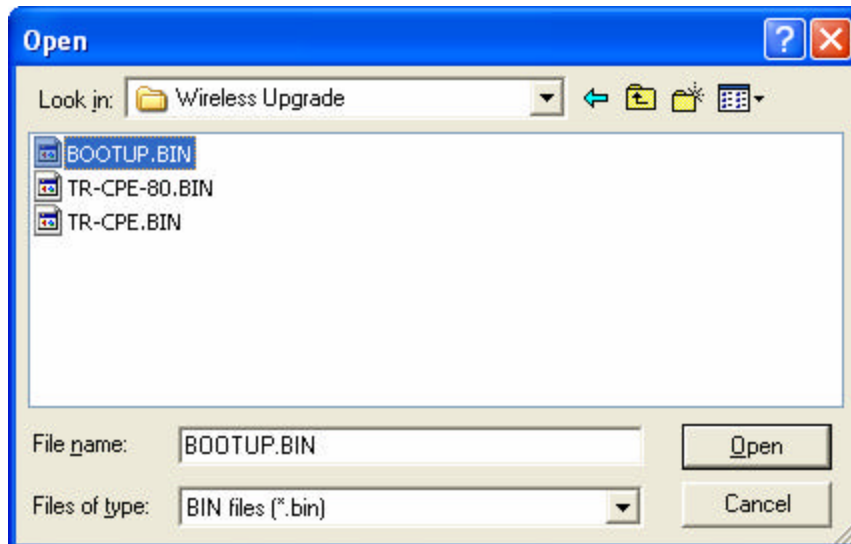 Open
Look in: Wireless Upgrade
BOOTUP.BIN
TR-CPE-80.BIN
TR-CPE.BIN
File name: BOOTUP.BIN Open
Files of type: BIN files (*.bin) Cancel